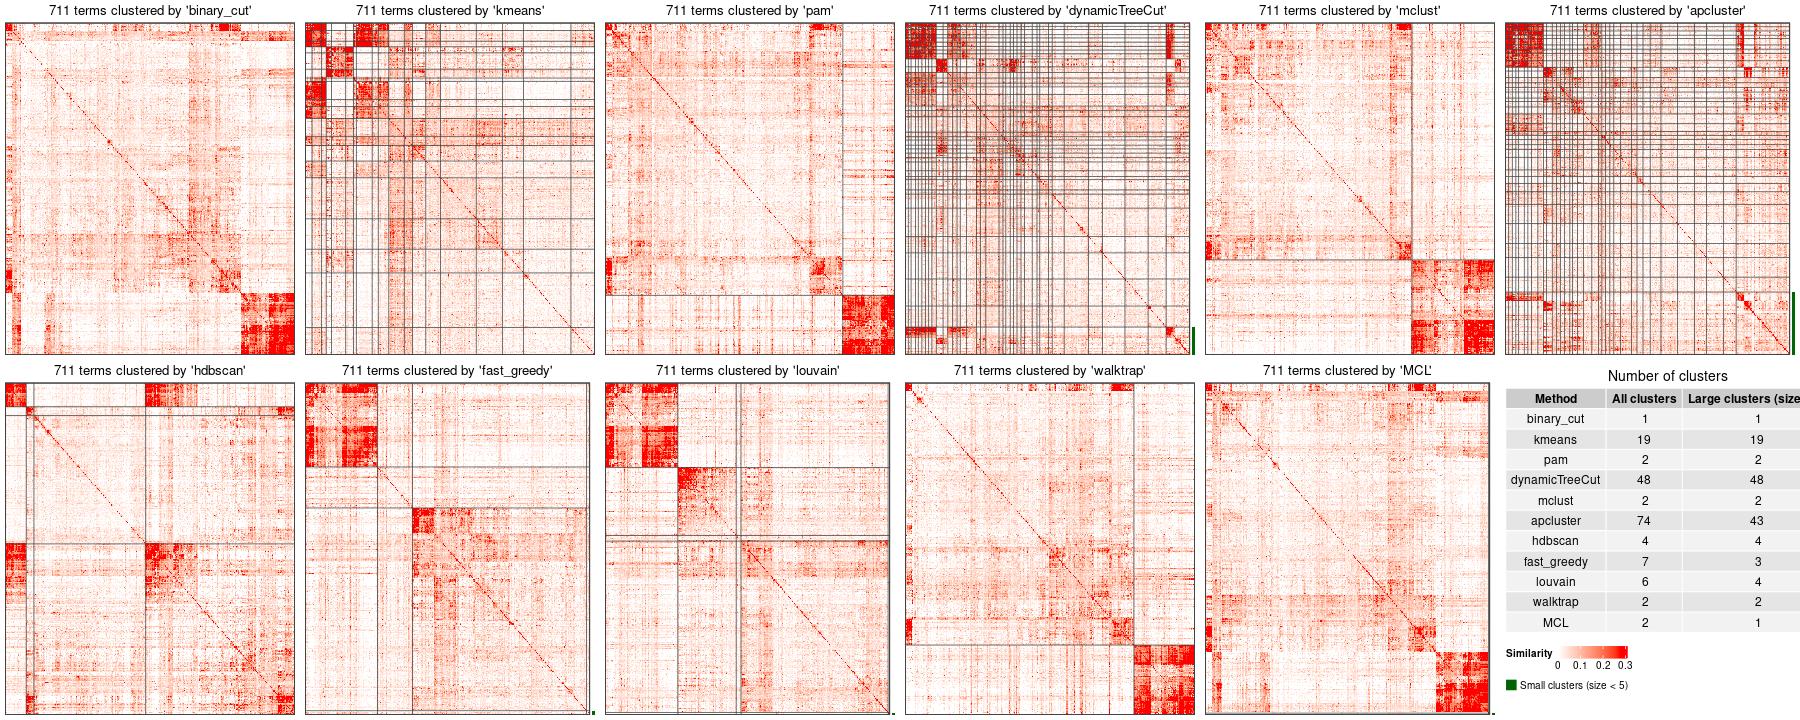 711 terms clustered by 'binary_cut'
711 terms clustered by 'kmeans'
711 terms clustered by 'pam'
711 terms clustered by 'dynamicTreeCut'
711 terms clustered by 'mclust'
711 terms clustered by 'apcluster'
711 terms clustered by 'hdbscan'
711 terms clustered by 'fast_greedy'
711 terms clustered by 'louvain'
711 terms clustered by 'walktrap'
711 terms clustered by 'MCL'
Number of clusters
Method All clusters Large clusters (size
binary_cut 1 1
kmeans 19 19
pam 2 2
dynamicTreeCut 48 48
mclust 2 2
apcluster 74 43
hdbscan 4 4
fast_greedy 7 3
louvain 6 4
walktrap 2 2
MCL 2 1
Similarity
0 0.1 0.2 0.3
Small clusters (size < 5)